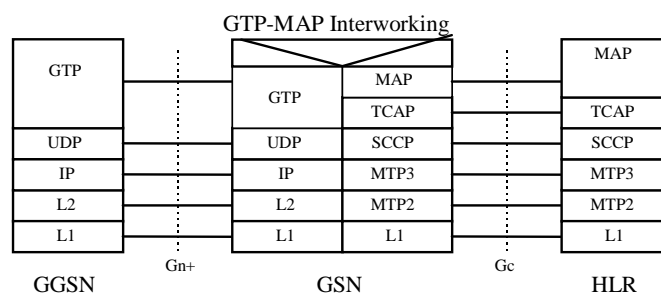 GTP-MAP Interworking
GTP
GTP
MAP
MAP
TCAP
TCAP
UDP
UDP
SCCP
SCCP
IP
IP
MTP3
MTP3
L2
L2
MTP2
MTP2
L1
L1
L1
L1
Gn+
Gc
GGSN
GSN
HLR